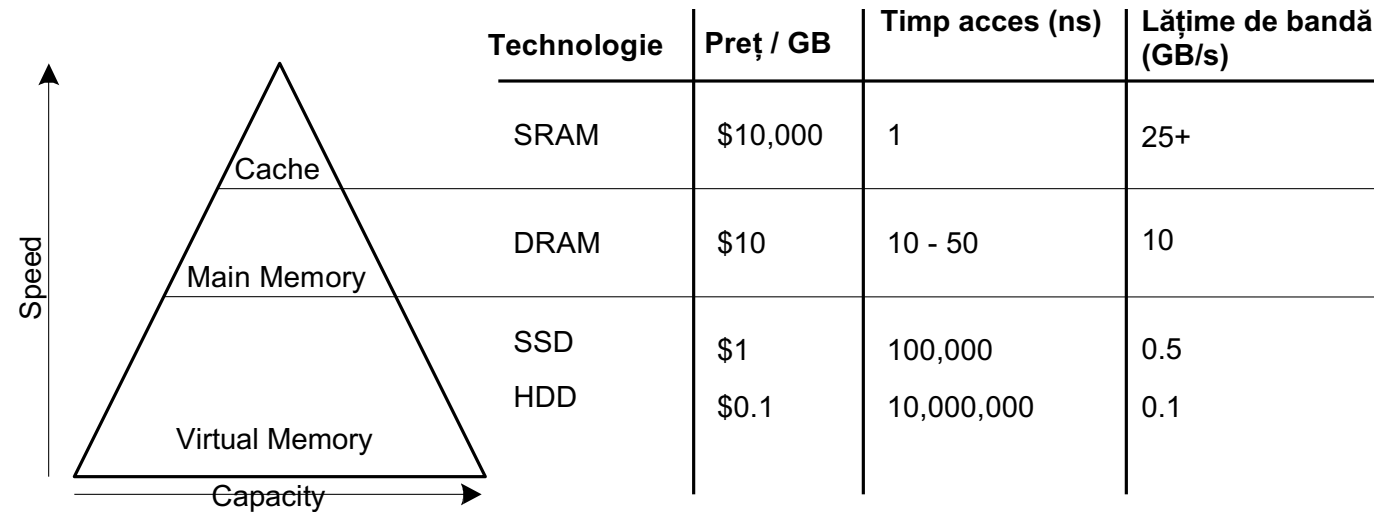 Technologie Preț / GB Timp acces (ns) Lățime de bandă
(GB/s)
SRAM $10,000 1 25+
Cache
DRAM $10 10 - 50 10
Main Memory
Speed
SSD $1 100,000 0.5
HDD $0.1 10,000,000 0.1
Virtual Memory
Capacity